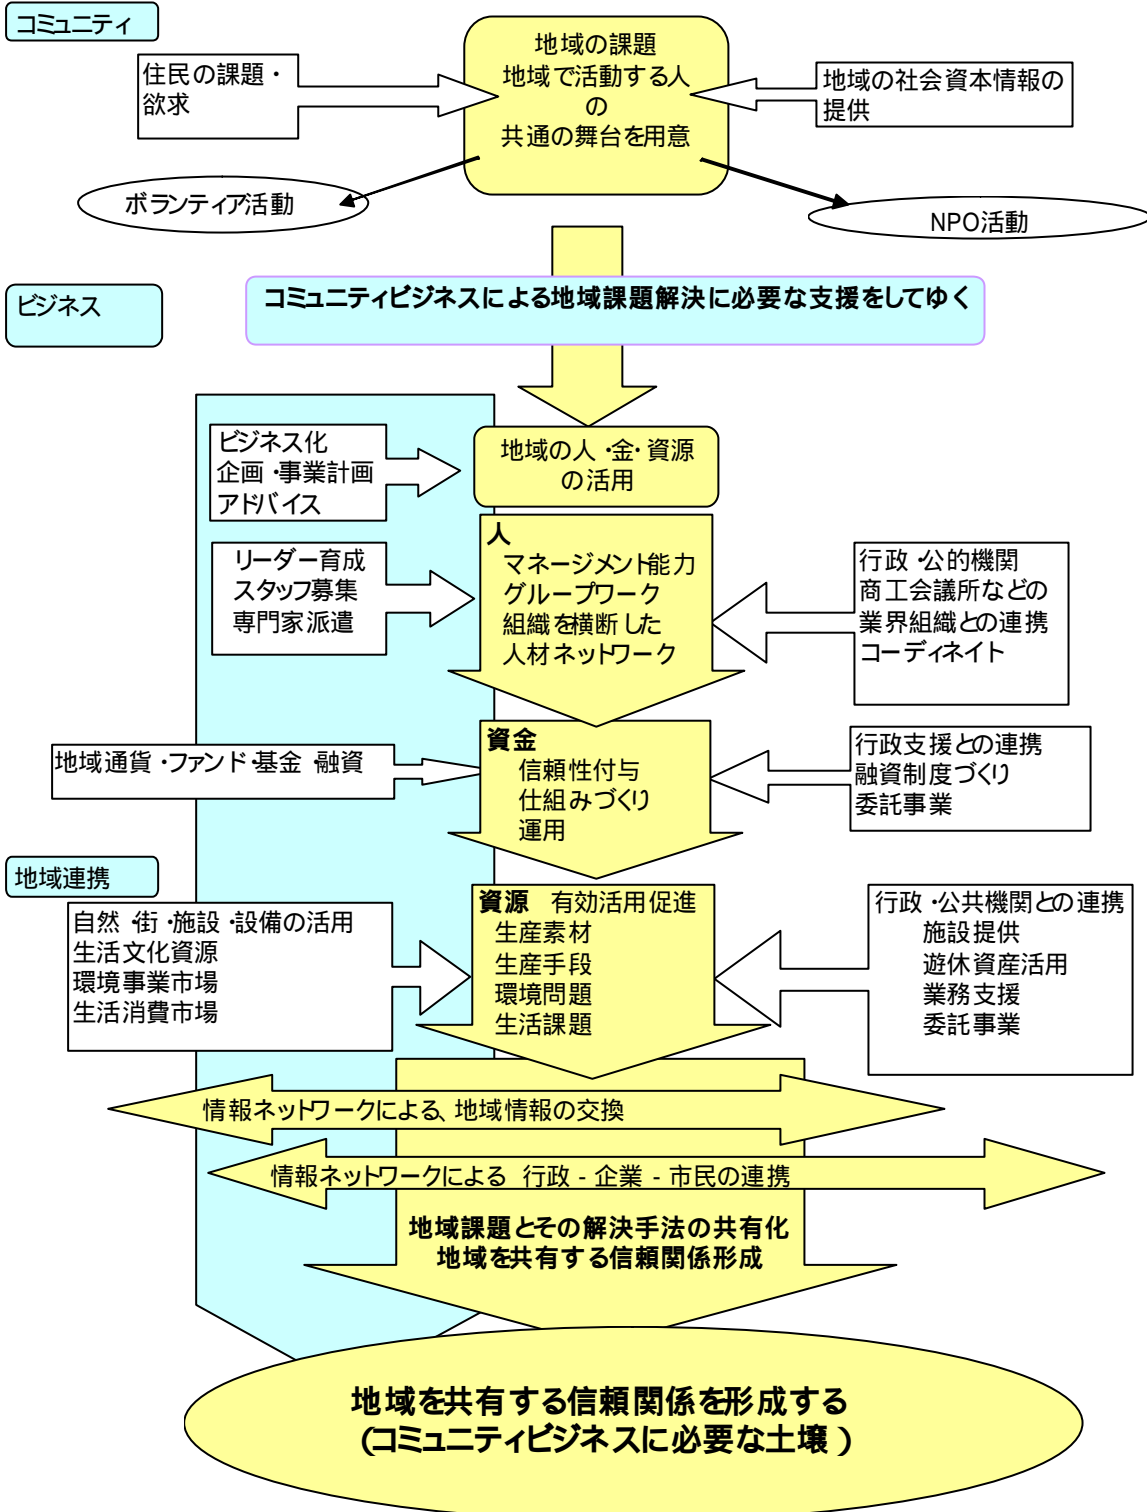 コミュニティ
住民の課題・
欲求
地域の課題
地域で活動する人
の
共通の舞台を用意
地域の社会資本情報の
提供
ボランティア活動
NPO活動
ビジネス
コミュニティビジネスによる地域課題解決に必要な支援をしてゆく
ビジネス化
企画・事業計画
アドバイス
地域の人・金・資源
の活用
リーダー育成
スタッフ募集
専門家派遣
人
マネージメント能力
グループワーク
組織を横断した
人材ネットワーク
行政・公的機関
商工会議所などの
業界組織との連携
コーディネイト
地域通貨・ファンド・基金・融資
資金
信頼性付与
仕組みづくり
運用
行政支援との連携
融資制度づくり
委託事業
地域連携
自然・街・施設・設備の活用
生活文化資源
環境事業市場
生活消費市場
資源 有効活用促進
生産素材
生産手段
環境問題
生活課題
行政・公共機関との連携
施設提供
遊休資産活用
業務支援
委託事業
情報ネットワークによる、地域情報の交換
情報ネットワークによる 行政 - 企業 - 市民の連携
地域課題とその解決手法の共有化
地域を共有する信頼関係形成
地域を共有する信頼関係を形成する
(コミュニティビジネスに必要な土壌)